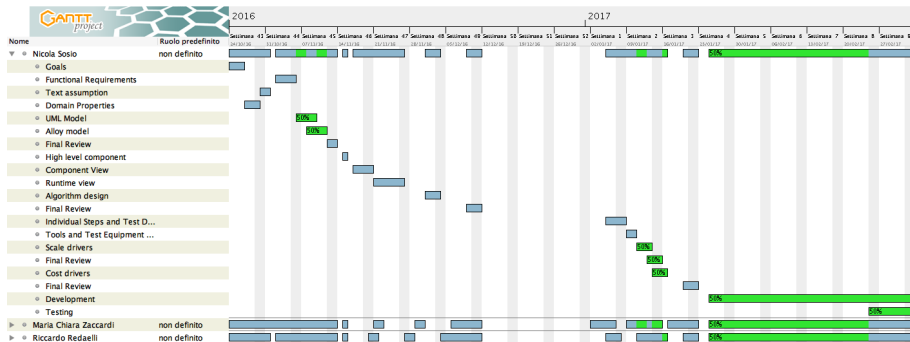 GANTT
project
2016
2017
Settimana 43 Settimana 44 Settimana 45 Settimana 46 Settimana 47 Settimana 48 Settimana 49 Settimana 50 Settimana 51 Settimana 52 Settimana 1 Settimana 2 Settimana 3 Settimana 4 Settimana 5 Settimana 6 Settimana 7 Settimana 8 Settimana 9
Nome Ruolo predefinito
Nicola Sosio non definito 50%
Goals
Functional Requirements
Text assumption
Domain Properties
UML Model 50%
Alloy model 50%
Final Review
High level component
Component View
Runtime view
Algorithm design
Final Review
Individual Steps and Test D...
Tools and Test Equipment ...
Scale drivers 50%
Final Review 50%
Cost drivers 50%
Final Review
Development 50%
Testing 50%
Maria Chiara Zaccardi non definito 50%
Riccardo Redaelli non definito 50%